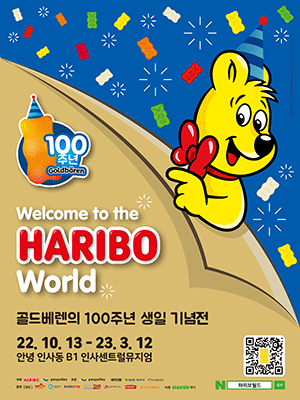 100
주년
Goldbären
Welcome to the
HARIBO
World
골드베렌의 100주년 생일 기념전
22. 10. 13 - 23. 3. 12
안녕 인사동 B1 인사센트럴뮤지엄
N 하리보월드